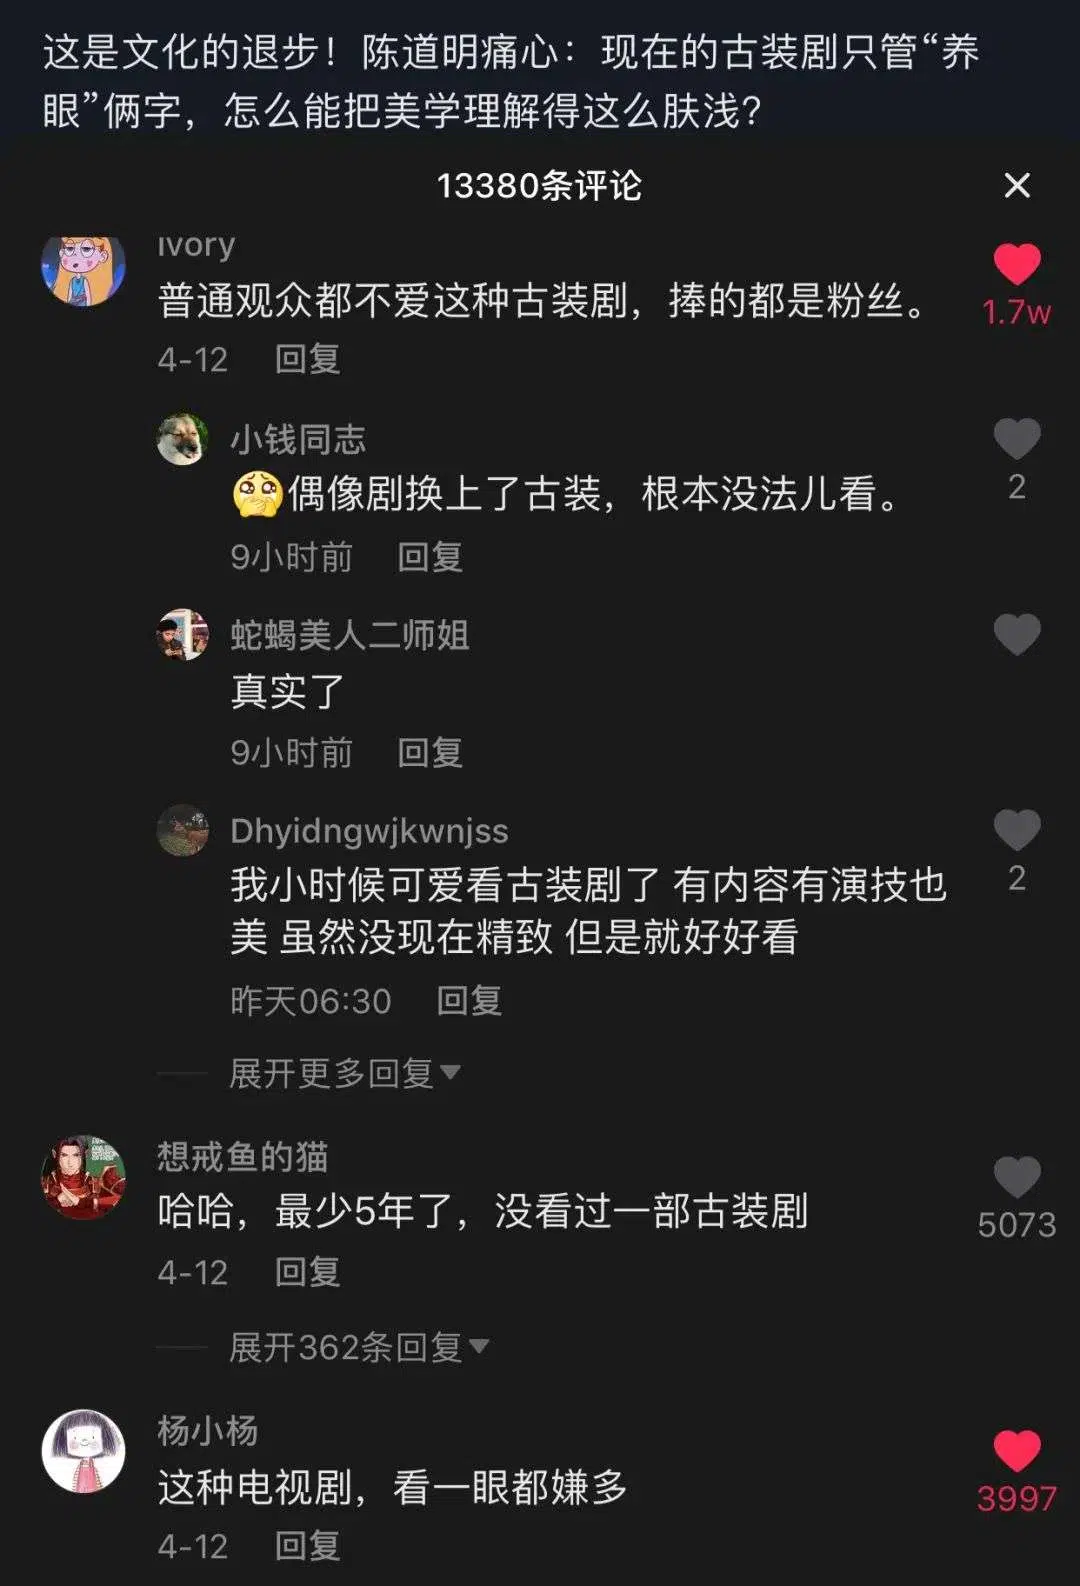 这是文化的退步！陈道明痛心：现在的古装剧只管“养
眼”俩字，怎么能把美学理解得这么肤浅？
13380条评论
Ivory
普通观众都不爱这种古装剧，捧的都是粉丝。
1.7w
4-12 回复
小钱同志
偶像剧换上了古装，根本没法儿看。
2
9小时前 回复
蛇蝎美人二师姐
真实了
9小时前 回复
Dhyidngwjkwnjss
我小时候可爱看古装剧了 有内容有演技也
美 虽然没现在精致 但是就好好看
2
昨天06:30 回复
展开更多回复
想戒鱼的猫
哈哈，最少5年了，没看过一部古装剧
5073
4-12 回复
展开362条回复
杨小杨
这种电视剧，看一眼都嫌多
3997
4-12 回复